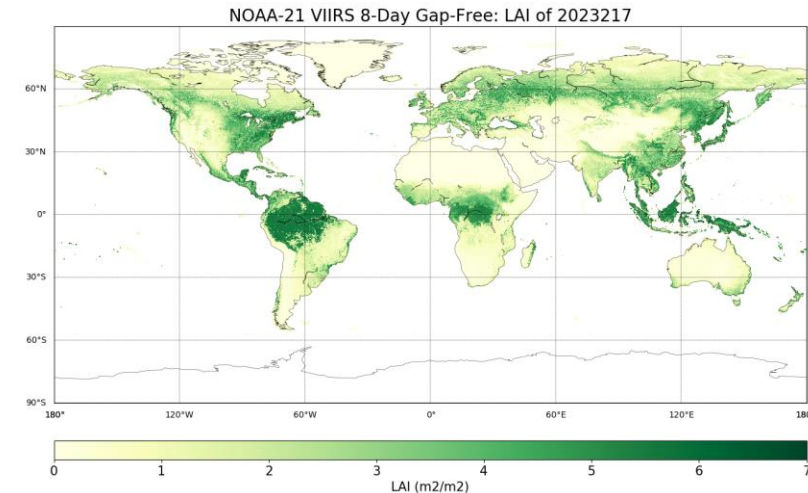 NOAA-21 VIIRS 8-Day Gap-Free: LAI of 2023217
60°N
30°N
0°
30°S
60°S
90°S
180° 120°W 60°W 0° 60°E 120°E 180
0 1 2 3 4 5 6 7
LAI (m2/m2)